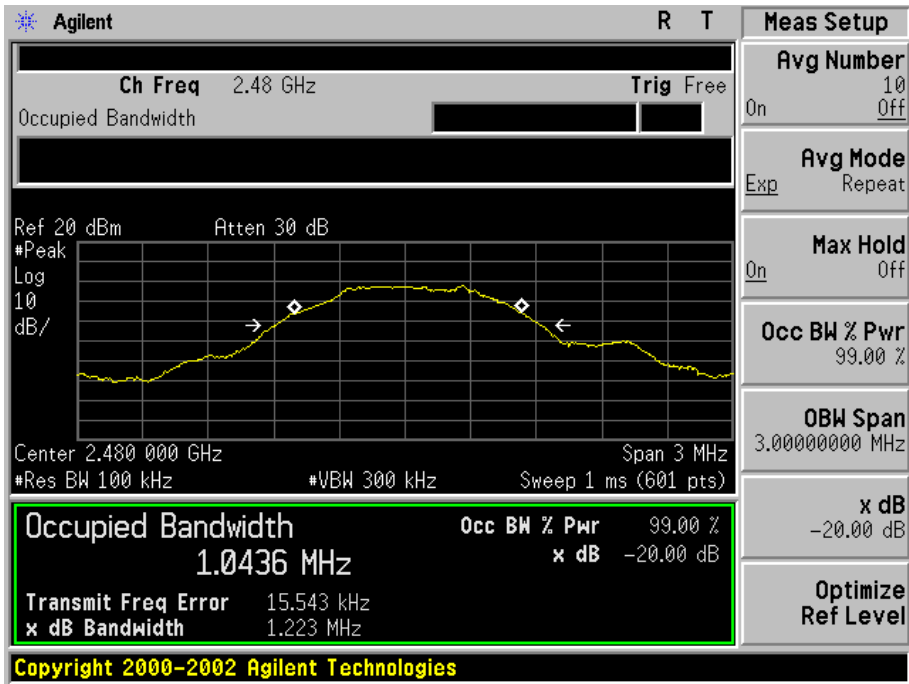 Agilent R T Meas Setup
Ch Freq 2.48 GHz Trig Free
Occupied Bandwidth
Avg Number
10
On Off
Avg Mode
Exp Repeat
Ref 20 dBm Atten 30 dB
#Peak
Log
10
dB/
Max Hold
On Off
Occ BW % Pwr
99.00 %
OBW Span
3.00000000 MHz
Center 2.480 000 GHz Span 3 MHz
#Res BW 100 kHz #VBW 300 kHz Sweep 1 ms (601 pts)
x dB
-20.00 dB
Occupied Bandwidth
1.0436 MHz
Occ BW % Pwr 99.00 %
x dB -20.00 dB
Transmit Freq Error 15.543 kHz
x dB Bandwidth 1.223 MHz
Optimize
Ref Level
Copyright 2000-2002 Agilent Technologies